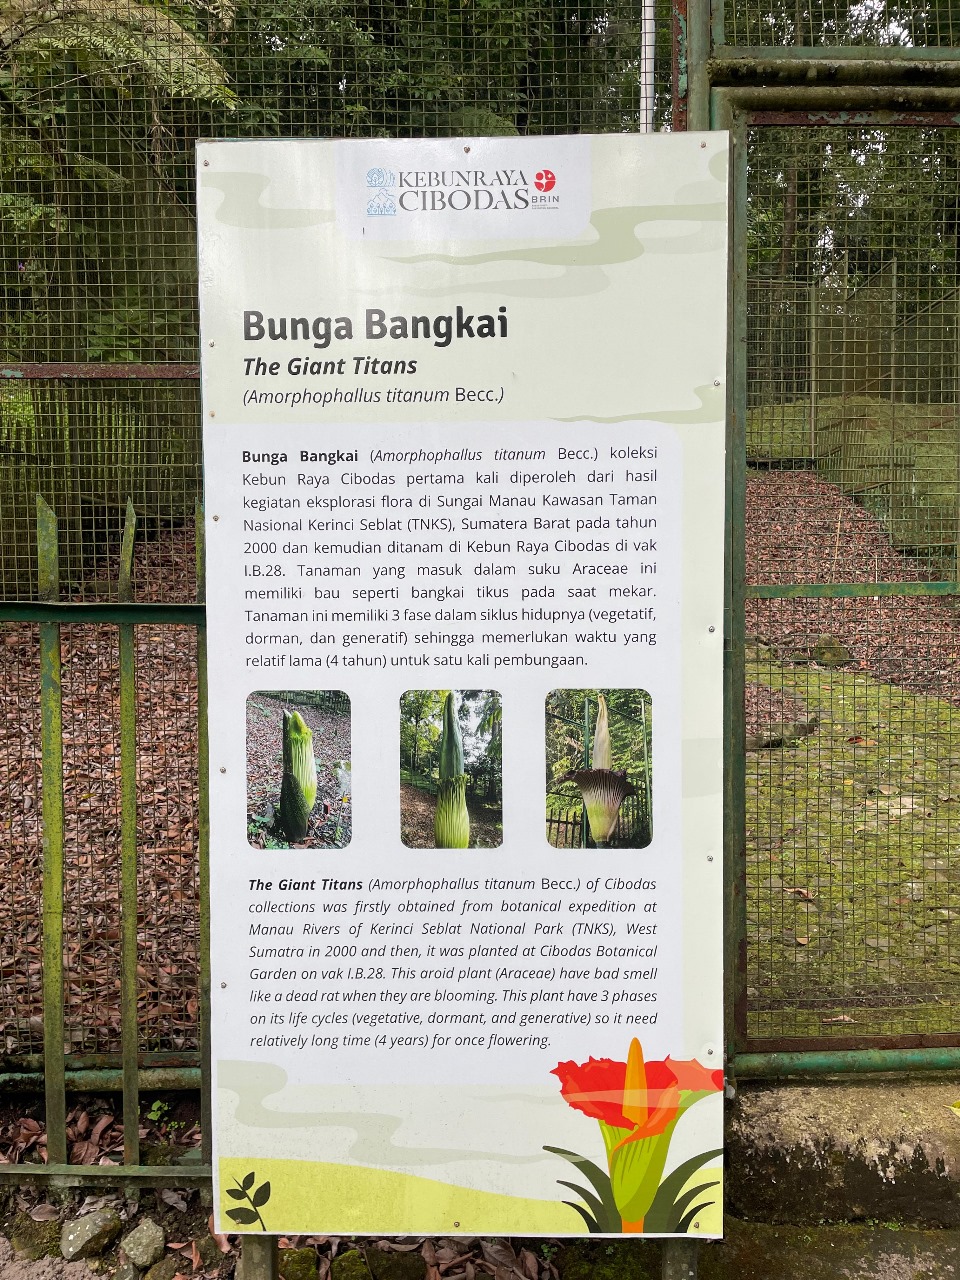 KEBUNRAYA
CIBODAS
BRIN
Bunga Bangkai
The Giant Titans
(Amorphophallus titanum Becc.)
Bunga Bangkai (Amorphophallus titanum Becc.) koleksi
Kebun Raya Cibodas pertama kali diperoleh dari hasil
kegiatan eksplorasi flora di Sungai Manau Kawasan Taman
Nasional Kerinci Seblat (TNKS), Sumatera Barat pada tahun
2000 dan kemudian ditanam di Kebun Raya Cibodas di vak
I.B.28. Tanaman yang masuk dalam suku Araceae ini
memiliki bau seperti bangkai tikus pada saat mekar.
Tanaman ini memiliki 3 fase dalam siklus hidupnya (vegetatif,
dorman, dan generatif) sehingga memerlukan waktu yang
relatif lama (4 tahun) untuk satu kali pembungaan.
The Giant Titans (Amorphophallus titanum Becc.) of Cibodas
collections was firstly obtained from botanical expedition at
Manau Rivers of Kerinci Seblat National Park (TNKS), West
Sumatra in 2000 and then, it was planted at Cibodas Botanical
Garden on vak I.B.28. This aroid plant (Araceae) have bad smell
like a dead rat when they are blooming. This plant have 3 phases
on its life cycles (vegetative, dormant, and generative) so it need
relatively long time (4 years) for once flowering.